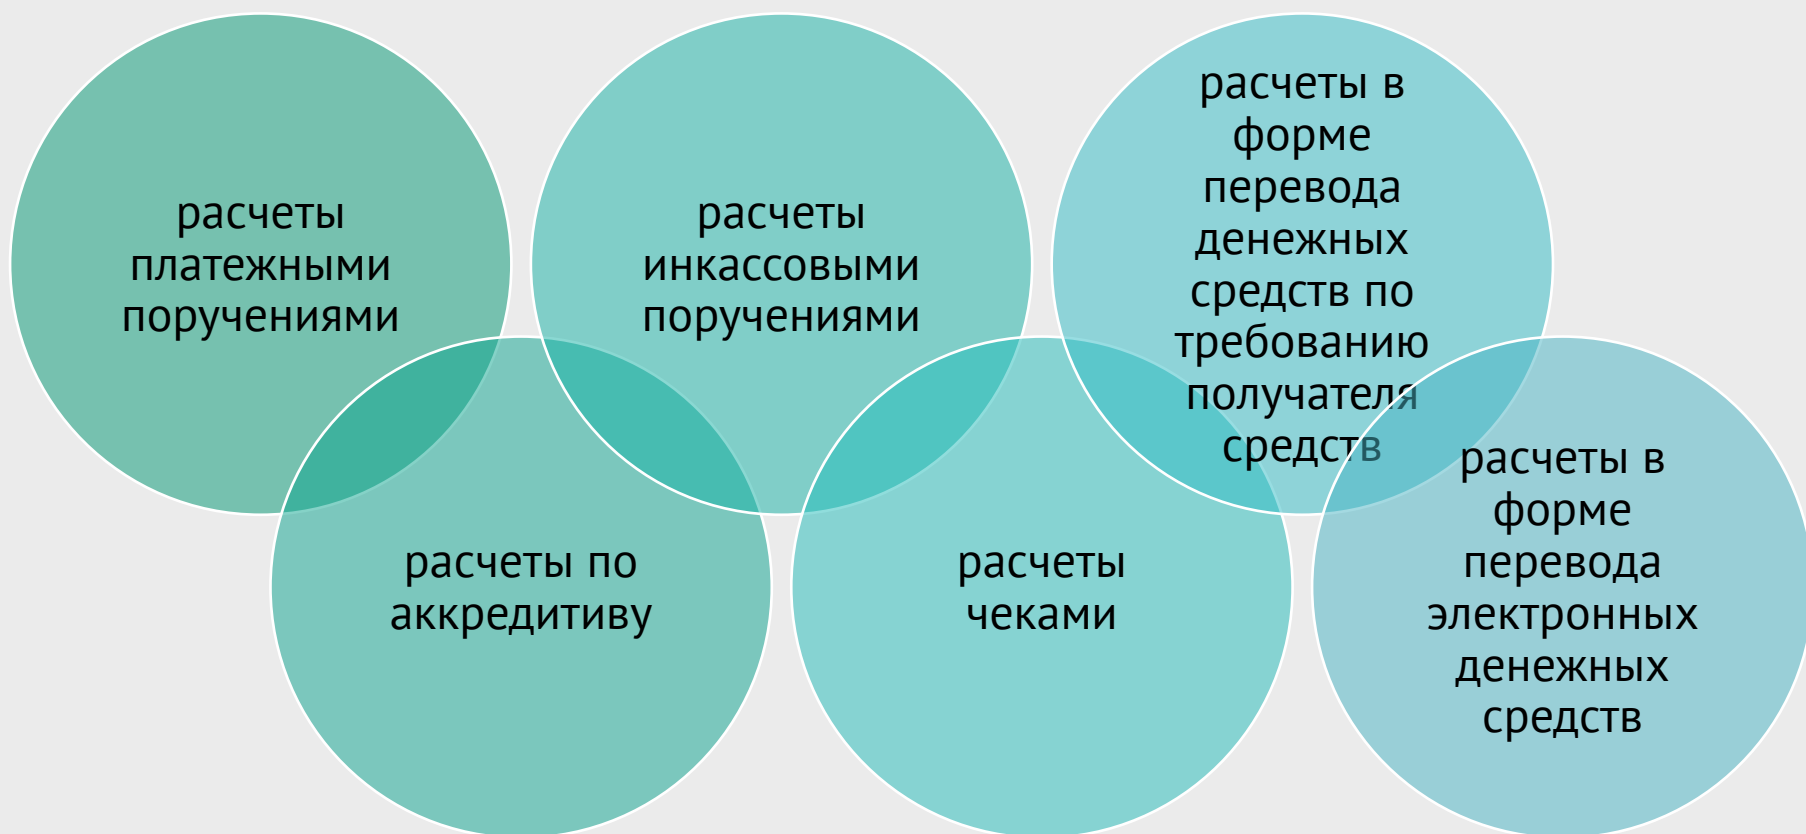 расчеты
платежными
поручениями
расчеты по
аккредитиву
расчеты
инкассовыми
поручениями
расчеты
чеками
расчеты в
форме
перевода
денежных
средств по
требованию
получателя
средств
расчеты в
форме
перевода
электронных
денежных
средств